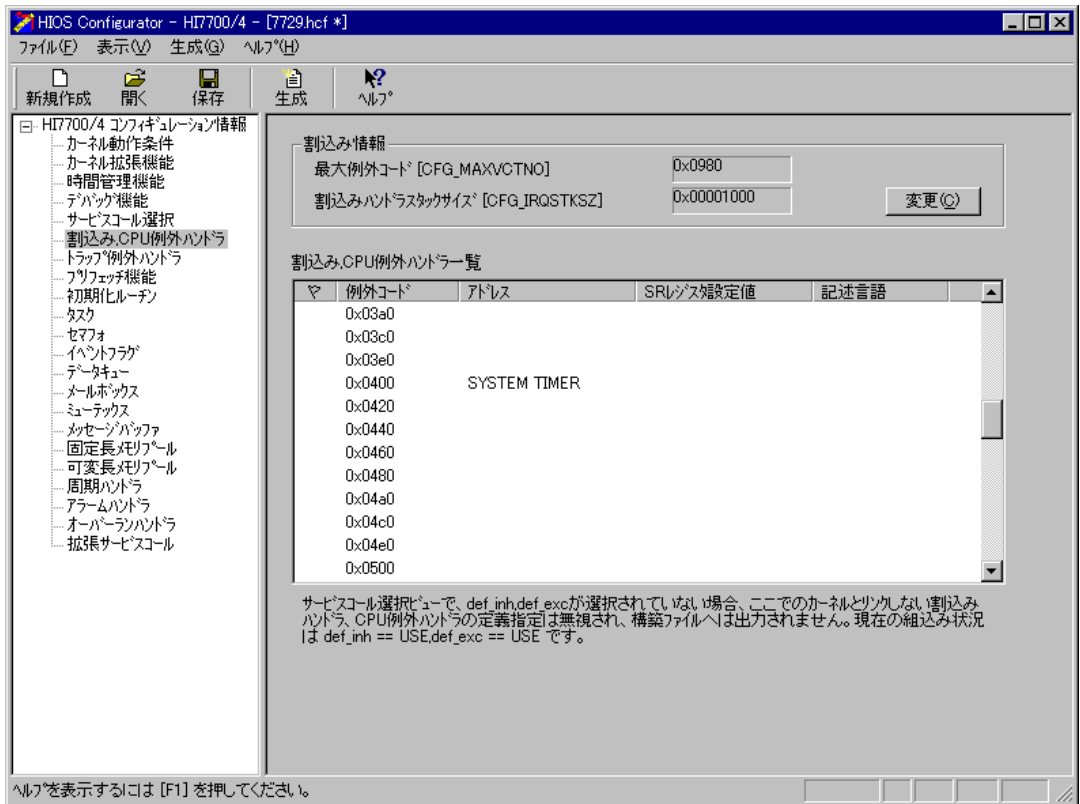 HIOS Configurator - HI7700/4 - [7729.hcf *]
ファイル(F) 表示(V) 生成(G) ヘルプ(H)
新規作成 開く 保存 生成 ヘルプ
HI7700/4 コンフィギュレーション情報
カーネル動作条件
カーネル拡張機能
時間管理機能
デバッグ機能
サービスコール選択
割込み,CPU例外ハンドラ
トラップ例外ハンドラ
プリフェッチ機能
初期化ルーチン
タスク
セマフォ
イベントフラグ
データキュー
メールボックス
ミューテックス
メッセージバッファ
固定長メモリプール
可変長メモリプール
周期ハンドラ
アラームハンドラ
オーバーランハンドラ
拡張サービスコール
割込み情報
最大例外コード [CFG_MAXVCTNO] 0x0980
割込みハンドラスタックサイズ [CFG_IRQSTKSZ] 0x00001000 変更(C)
割込み,CPU例外ハンドラ一覧
例外コード アドレス SRレジスタ設定値 記述言語
0x03a0
0x03c0
0x03e0
0x0400 SYSTEM TIMER
0x0420
0x0440
0x0460
0x0480
0x04a0
0x04c0
0x04e0
0x0500
サービスコール選択ビューで、def_inh,def_excが選択されていない場合、ここでのカーネルとリンクしない割込み
ハンドラ、CPU例外ハンドラの定義指定は無視され、構築ファイルへは出力されません。現在の組込み状況
は def_inh == USE,def_exc == USE です。
ヘルプを表示するには [F1] を押してください。